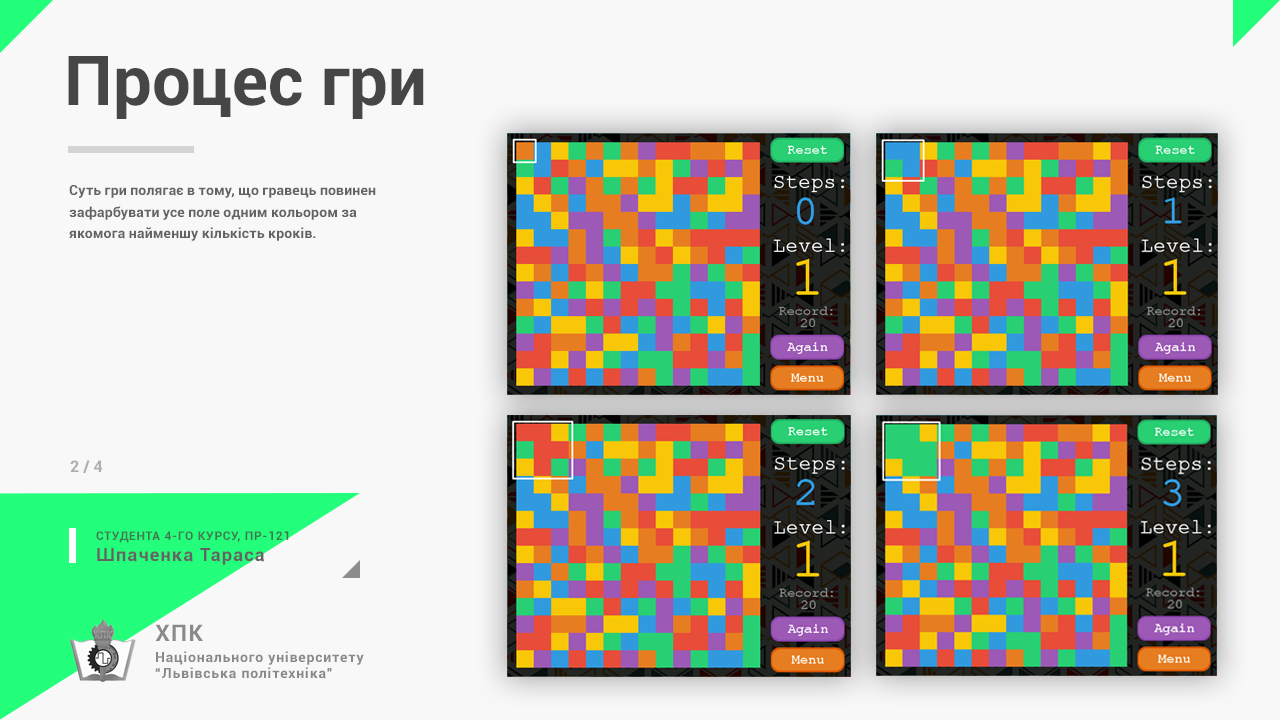 Процес гри
Суть гри полягає в тому, що гравець повинен
зафарбувати усе поле одним кольором за
якомога найменшу кількість кроків.
2 / 4
СТУДЕНТА 4-ГО КУРСУ, ПР-121
Шпаченка Тараса
ХПК
Національного університету
"Львівська політехніка"
Reset
Steps:
0
Level:
1
Record:
20
Again
Menu
Reset
Steps:
1
Level:
1
Record:
20
Again
Menu
Reset
Steps:
2
Level:
1
Record:
20
Again
Menu
Reset
Steps:
3
Level:
1
Record:
20
Again
Menu